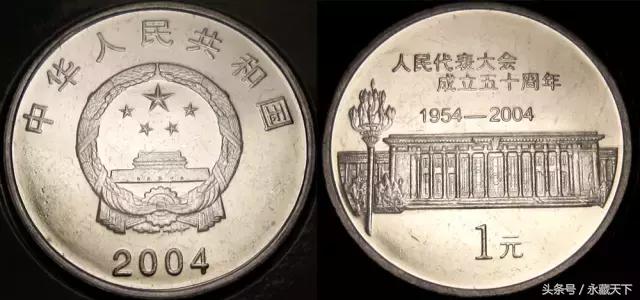 中华人民共和国
2004
人民代表大会
成立五十周年
1954—2004
1元
头条号 / 永藏天下